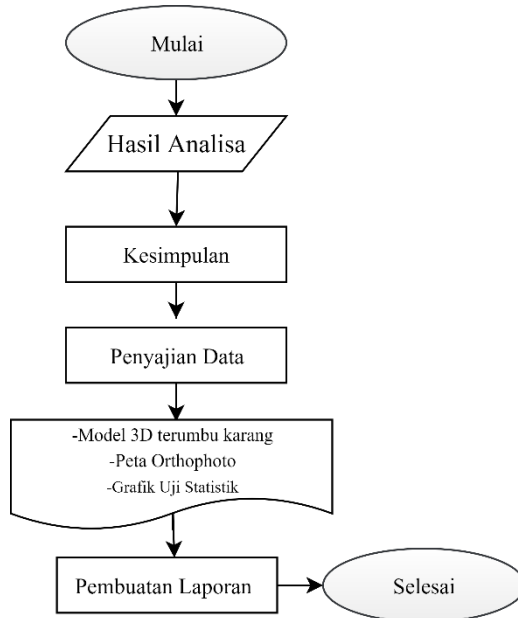 Mulai
Hasil Analisa
Kesimpulan
Penyajian Data
-Model 3D terumbu karang
-Peta Orthophoto
-Grafik Uji Statistik
Pembuatan Laporan
Selesai